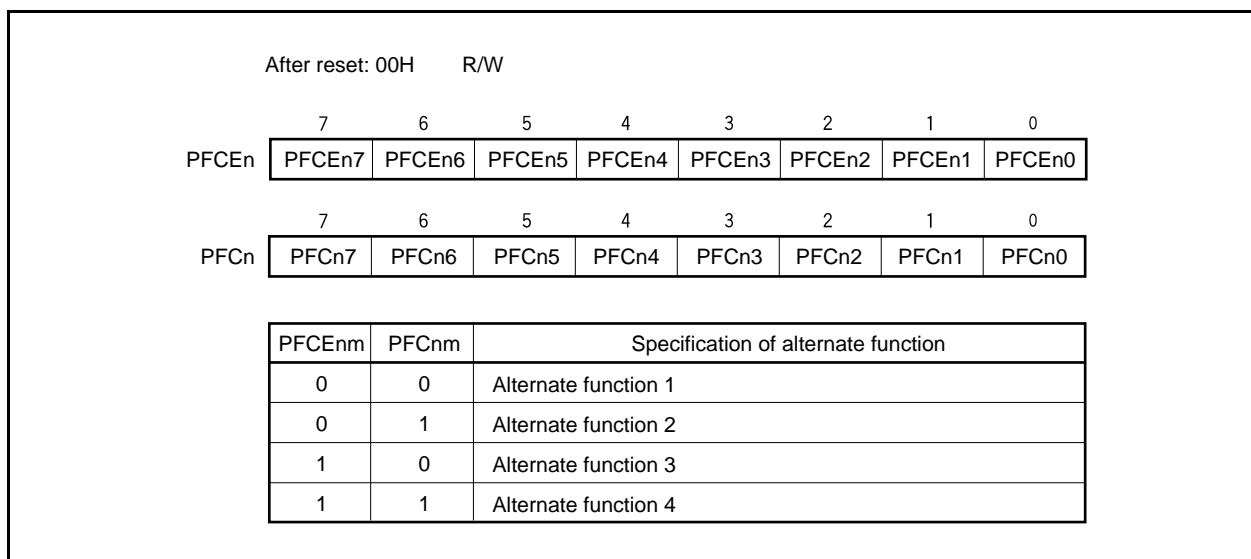 After reset: 00H R/W
7 6 5 4 3 2 1 0
PFCEn PFCEn7 PFCEn6 PFCEn5 PFCEn4 PFCEn3 PFCEn2 PFCEn1 PFCEn0
7 6 5 4 3 2 1 0
PFCn PFCn7 PFCn6 PFCn5 PFCn4 PFCn3 PFCn2 PFCn1 PFCn0
PFCEnm PFCnm Specification of alternate function
0 0 Alternate function 1
0 1 Alternate function 2
1 0 Alternate function 3
1 1 Alternate function 4